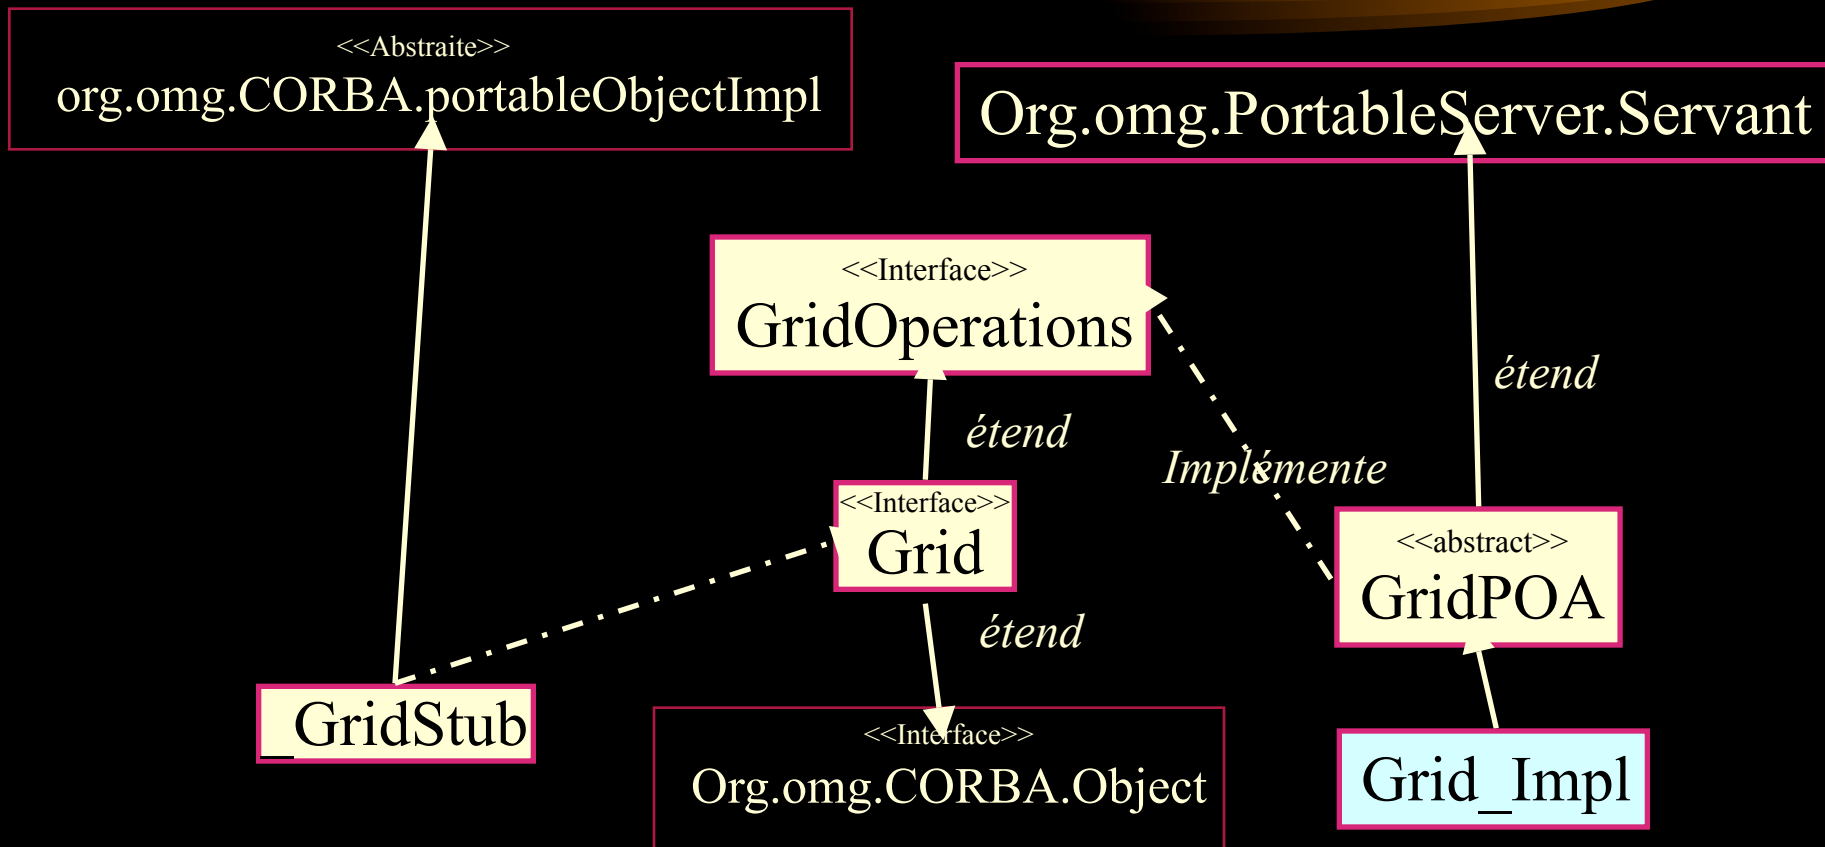 <<Abstraite>>
org.omg.CORBA.portableObjectImpl
Org.omg.PortableServer.Servant
<<Interface>>
GridOperations
étend
étend
Implémente
<<Interface>>
Grid
<<abstract>>
GridPOA
étend
_GridStub
<<Interface>>
Org.omg.CORBA.Object
Grid_Impl